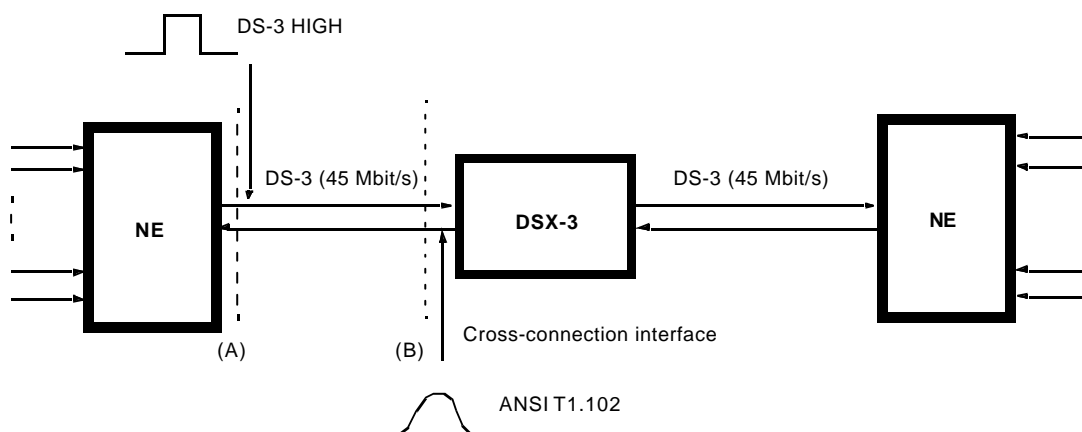 DS-3 HIGH
DS-3 (45 Mbit/s)
DS-3 (45 Mbit/s)
NE
DSX-3
NE
Cross-connection interface
(A)
(B)
ANSI T1.102